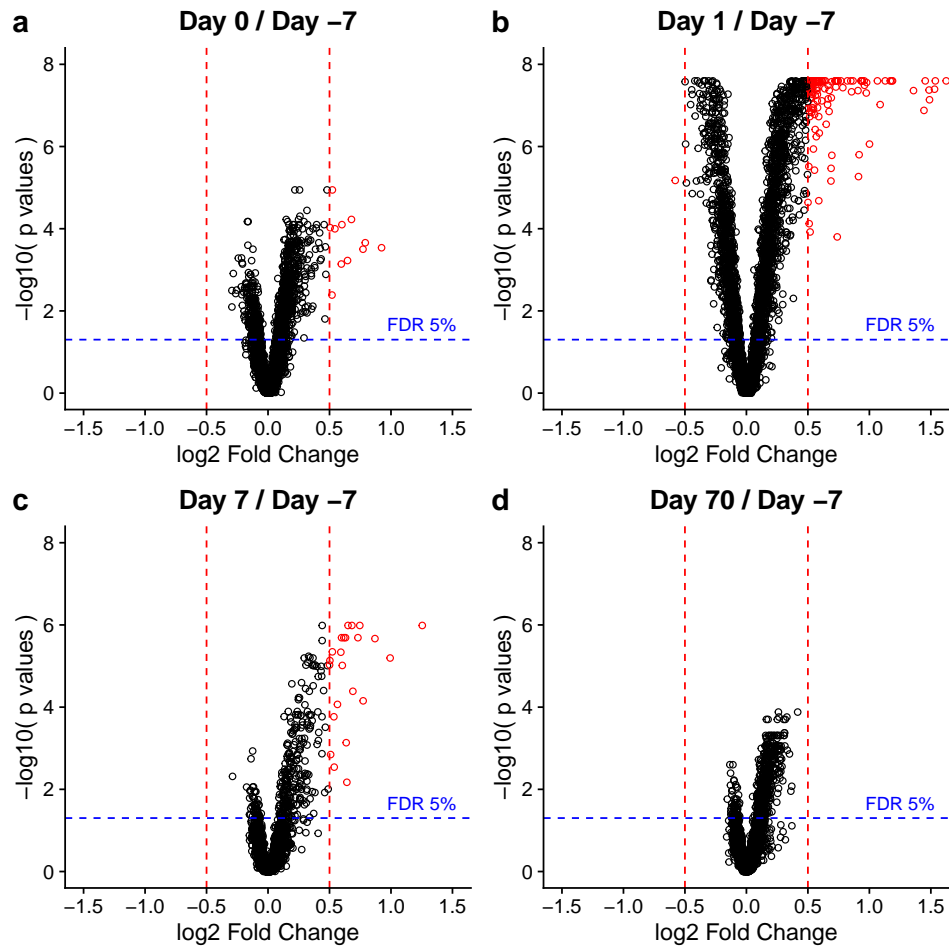 a
Day 0 / Day −7
8
6
4
2
0
−log10( p values )
FDR 5%
−1.5 −1.0 −0.5 0.0 0.5 1.0 1.5
log2 Fold Change
b
Day 1 / Day −7
8
6
4
2
0
−log10( p values )
FDR 5%
−1.5 −1.0 −0.5 0.0 0.5 1.0 1.5
log2 Fold Change
c
Day 7 / Day −7
8
6
4
2
0
−log10( p values )
FDR 5%
−1.5 −1.0 −0.5 0.0 0.5 1.0 1.5
log2 Fold Change
d
Day 70 / Day −7
8
6
4
2
0
−log10( p values )
FDR 5%
−1.5 −1.0 −0.5 0.0 0.5 1.0 1.5
log2 Fold Change